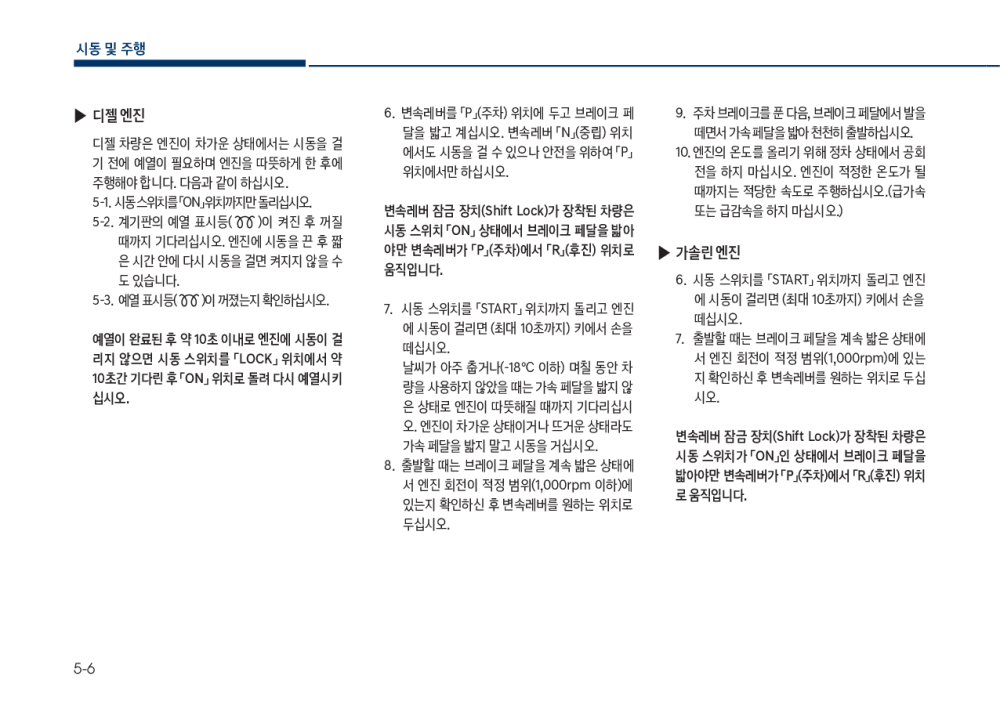 시동 및 주행
▶ 디젤 엔진
디젤 차량은 엔진이 차가운 상태에서는 시동을 걸
기 전에 예열이 필요하며 엔진을 따뜻하게 한 후에
주행해야 합니다. 다음과 같이 하십시오.
5-1. 시동 스위치를 「ON」위치까지만 돌리십시오.
5-2. 계기판의 예열 표시등( )이 켜진 후 꺼질
때까지 기다리십시오. 엔진에 시동을 끈 후 짧
은 시간 안에 다시 시동을 걸면 켜지지 않을 수
도 있습니다.
5-3. 예열 표시등( )이 꺼졌는지 확인하십시오.
예열이 완료된 후 약 10초 이내로 엔진에 시동이 걸
리지 않으면 시동 스위치를 「LOCK」 위치에서 약
10초간 기다린 후 「ON」 위치로 돌려 다시 예열시키
십시오.
6. 변속레버를 「P」(주차) 위치에 두고 브레이크 페
달을 밟고 계십시오. 변속레버 「N」(중립) 위치
에서도 시동을 걸 수 있으나 안전을 위하여 「P」
위치에서만 하십시오.
변속레버 잠금 장치(Shift Lock)가 장착된 차량은
시동 스위치 「ON」 상태에서 브레이크 페달을 밟아
야만 변속레버가 「P」(주차)에서 「R」(후진) 위치로
움직입니다.
7. 시동 스위치를 「START」 위치까지 돌리고 엔진
에 시동이 걸리면 (최대 10초까지) 키에서 손을
떼십시오.
날씨가 아주 춥거나(-18°C 이하) 며칠 동안 차
량을 사용하지 않았을 때는 가속 페달을 밟지 않
은 상태로 엔진이 따뜻해질 때까지 기다리십시
오. 엔진이 차가운 상태이거나 뜨거운 상태라도
가속 페달을 밟지 말고 시동을 거십시오.
8. 출발할 때는 브레이크 페달을 계속 밟은 상태에
서 엔진 회전이 적정 범위(1,000rpm 이하)에
있는지 확인하신 후 변속레버를 원하는 위치로
두십시오.
9. 주차 브레이크를 푼 다음, 브레이크 페달에서 발을
떼면서 가속 페달을 밟아 천천히 출발하십시오.
10. 엔진의 온도를 올리기 위해 정차 상태에서 공회
전을 하지 마십시오. 엔진이 적정한 온도가 될
때까지는 적당한 속도로 주행하십시오.(급가속
또는 급감속을 하지 마십시오.)
▶ 가솔린 엔진
6. 시동 스위치를 「START」 위치까지 돌리고 엔진
에 시동이 걸리면 (최대 10초까지) 키에서 손을
떼십시오.
7. 출발할 때는 브레이크 페달을 계속 밟은 상태에
서 엔진 회전이 적정 범위(1,000rpm)에 있는
지 확인하신 후 변속레버를 원하는 위치로 두십
시오.
변속레버 잠금 장치(Shift Lock)가 장착된 차량은
시동 스위치가 「ON」인 상태에서 브레이크 페달을
밟아야만 변속레버가 「P」(주차)에서 「R」(후진) 위치
로 움직입니다.
5-6